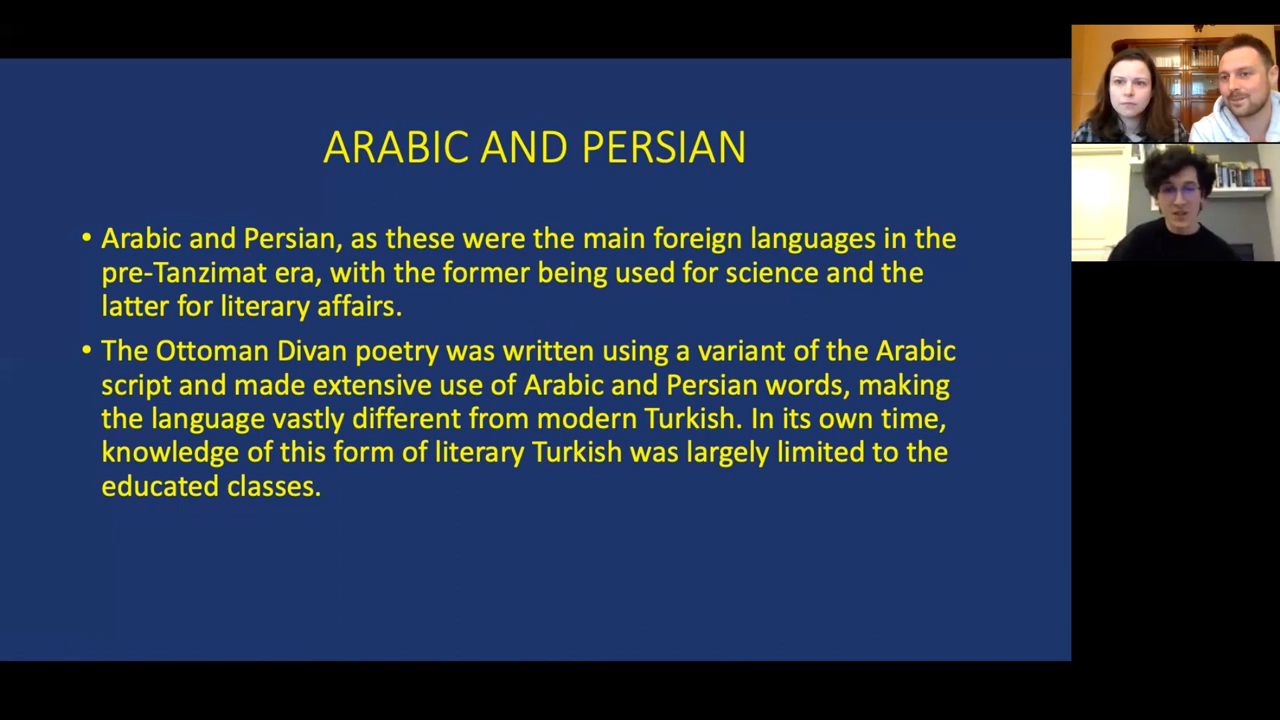 ARABIC AND PERSIAN
• Arabic and Persian, as these were the main foreign languages in the
pre-Tanzimat era, with the former being used for science and the
latter for literary affairs.
• The Ottoman Divan poetry was written using a variant of the Arabic
script and made extensive use of Arabic and Persian words, making
the language vastly different from modern Turkish. In its own time,
knowledge of this form of literary Turkish was largely limited to the
educated classes.